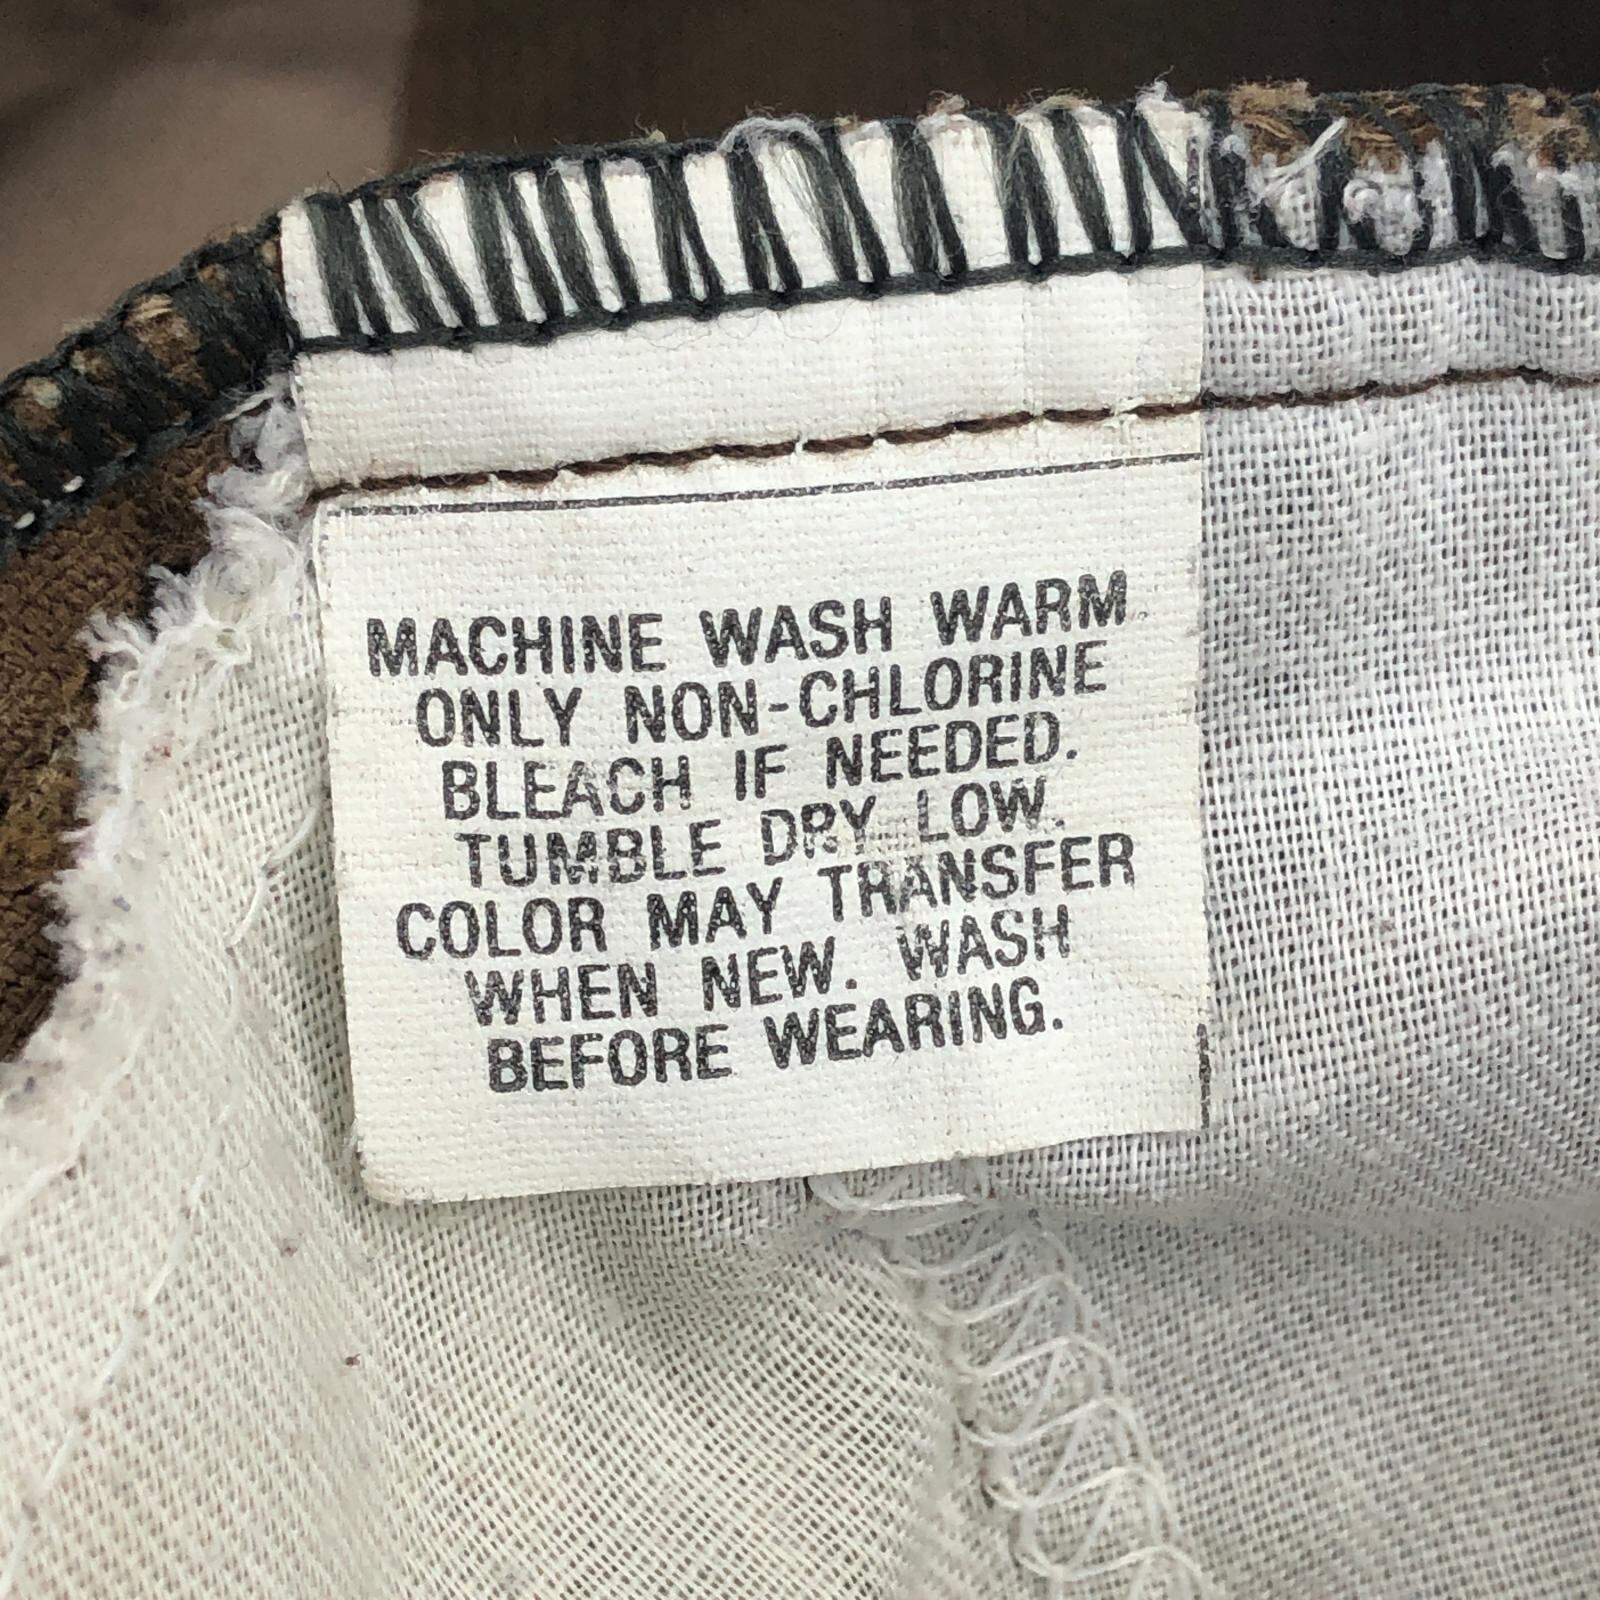 MACHINE WASH WARM
ONLY NON-CHLORINE
BLEACH IF NEEDED.
TUMBLE DRY LOW.
COLOR MAY TRANSFER
WHEN NEW. WASH
BEFORE WEARING.